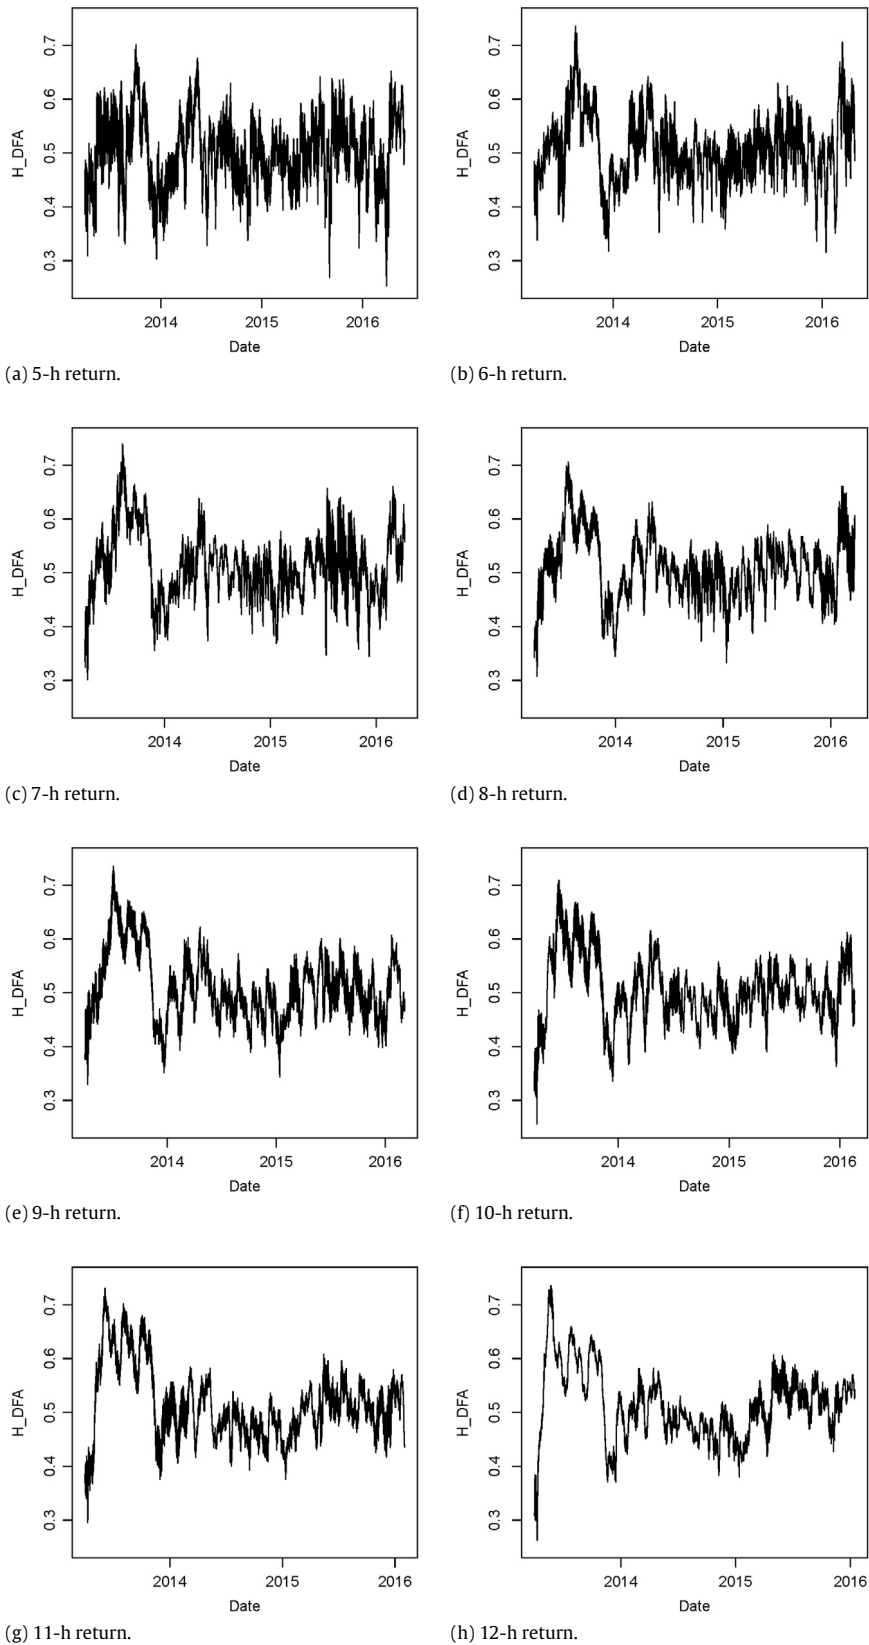 H_DFA
0.7
0.6
0.5
0.4
0.3
2014 2015 2016
Date
(a) 5-h return.
H_DFA
0.7
0.6
0.5
0.4
0.3
2014 2015 2016
Date
(b) 6-h return.
H_DFA
0.7
0.6
0.5
0.4
0.3
2014 2015 2016
Date
(c) 7-h return.
H_DFA
0.7
0.6
0.5
0.4
0.3
2014 2015 2016
Date
(d) 8-h return.
H_DFA
0.7
0.6
0.5
0.4
0.3
2014 2015 2016
Date
(e) 9-h return.
H_DFA
0.7
0.6
0.5
0.4
0.3
2014 2015 2016
Date
(f) 10-h return.
H_DFA
0.7
0.6
0.5
0.4
0.3
2014 2015 2016
Date
(g) 11-h return.
H_DFA
0.7
0.6
0.5
0.4
0.3
2014 2015 2016
Date
(h) 12-h return.